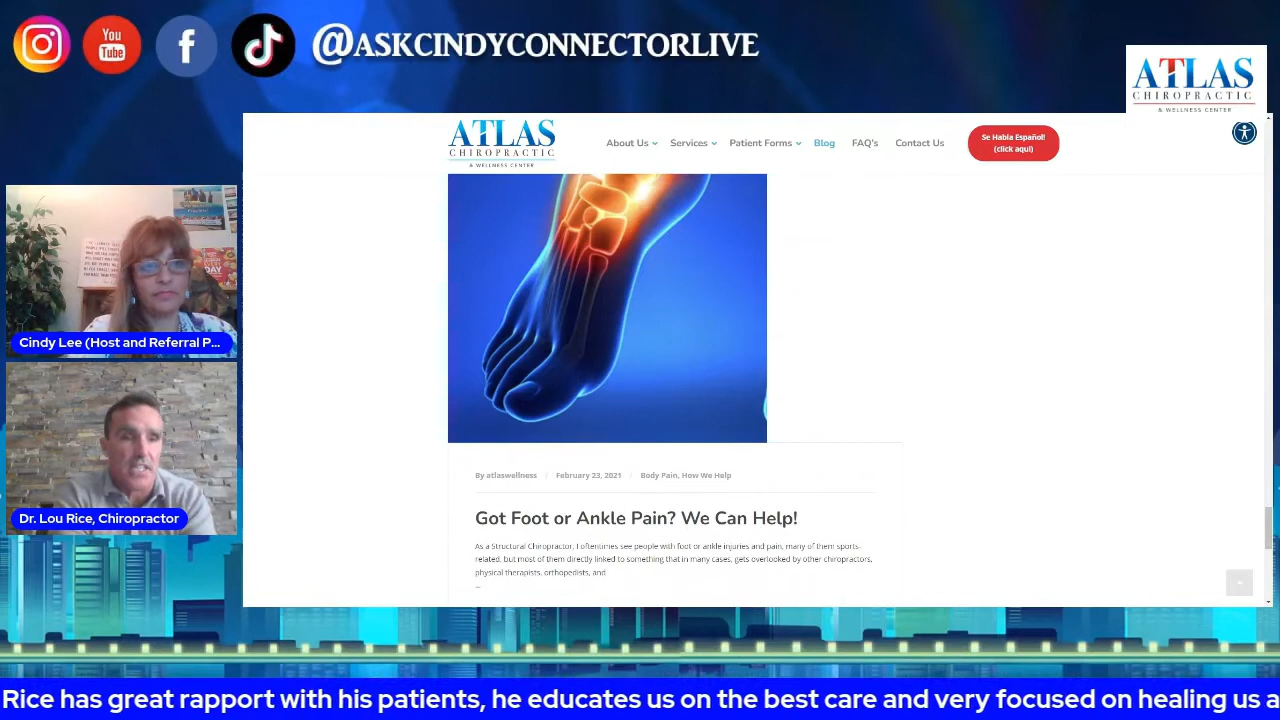 You
Tube
@ASKCINDYCONNECTORLIVE
ATLAS
CHIROPRACTIC
& WELLNESS CENTER
ATLAS
CHIROPRACTIC
& WELLNESS CENTER
About Us
Services
Patient Forms
Blog
FAQ's
Contact Us
Se Habla Español!
(click aquí)
Cindy Lee (Host and Referral P...
Dr. Lou Rice, Chiropractor
By atlaswellness / February 23, 2021 / Body Pain, How We Help
Got Foot or Ankle Pain? We Can Help!
As a Structural Chiropractor, I oftentimes see people with foot or ankle injuries and pain, many of them sports-
related, but most of them directly linked to something that in many cases, gets overlooked by other chiropractors,
physical therapists, orthopedists, and
...
Rice has great rapport with his patients, he educates us on the best care and very focused on healing us a